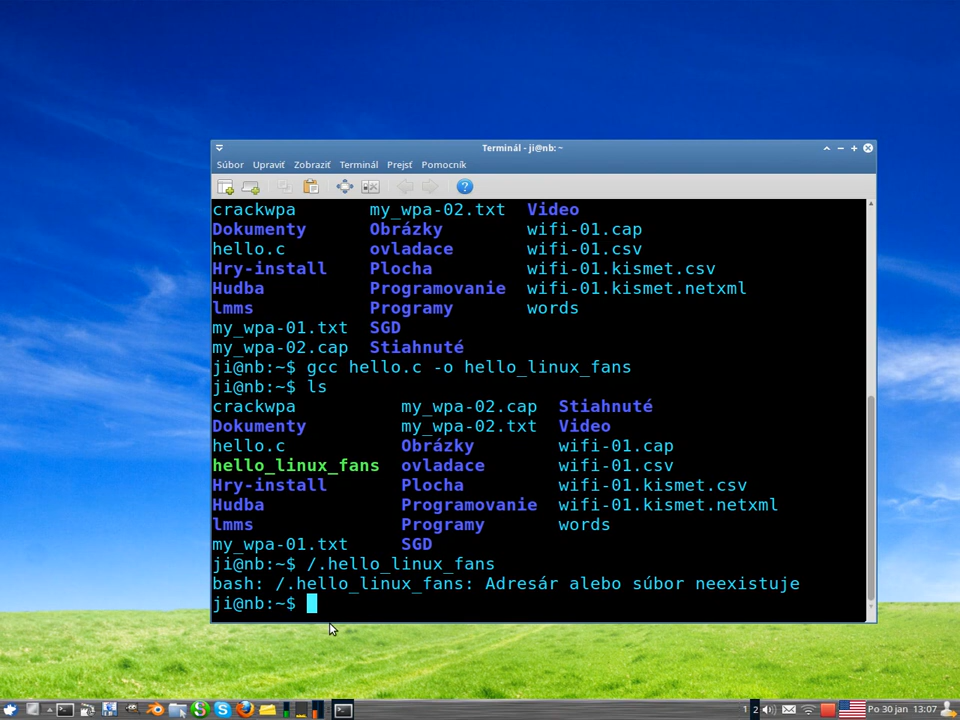 Terminál - ji@nb: ~
Súbor Upraviť Zobraziť Terminál Prejsť Pomocník
crackwpa my_wpa-02.txt Video
Dokumenty Obrázky wifi-01.cap
hello.c ovladace wifi-01.csv
Hry-install Plocha wifi-01.kismet.csv
Hudba Programovanie wifi-01.kismet.netxml
lmms Programy words
my_wpa-01.txt SGD
my_wpa-02.cap Stiahnuté
ji@nb:~$ gcc hello.c -o hello_linux_fans
ji@nb:~$ ls
crackwpa my_wpa-02.cap Stiahnuté
Dokumenty my_wpa-02.txt Video
hello.c Obrázky wifi-01.cap
hello_linux_fans ovladace wifi-01.csv
Hry-install Plocha wifi-01.kismet.csv
Hudba Programovanie wifi-01.kismet.netxml
lmms Programy words
my_wpa-01.txt SGD
ji@nb:~$ /.hello_linux_fans
bash: /.hello_linux_fans: Adresár alebo súbor neexistuje
ji@nb:~$
1 2 Po 30 jan 13:07